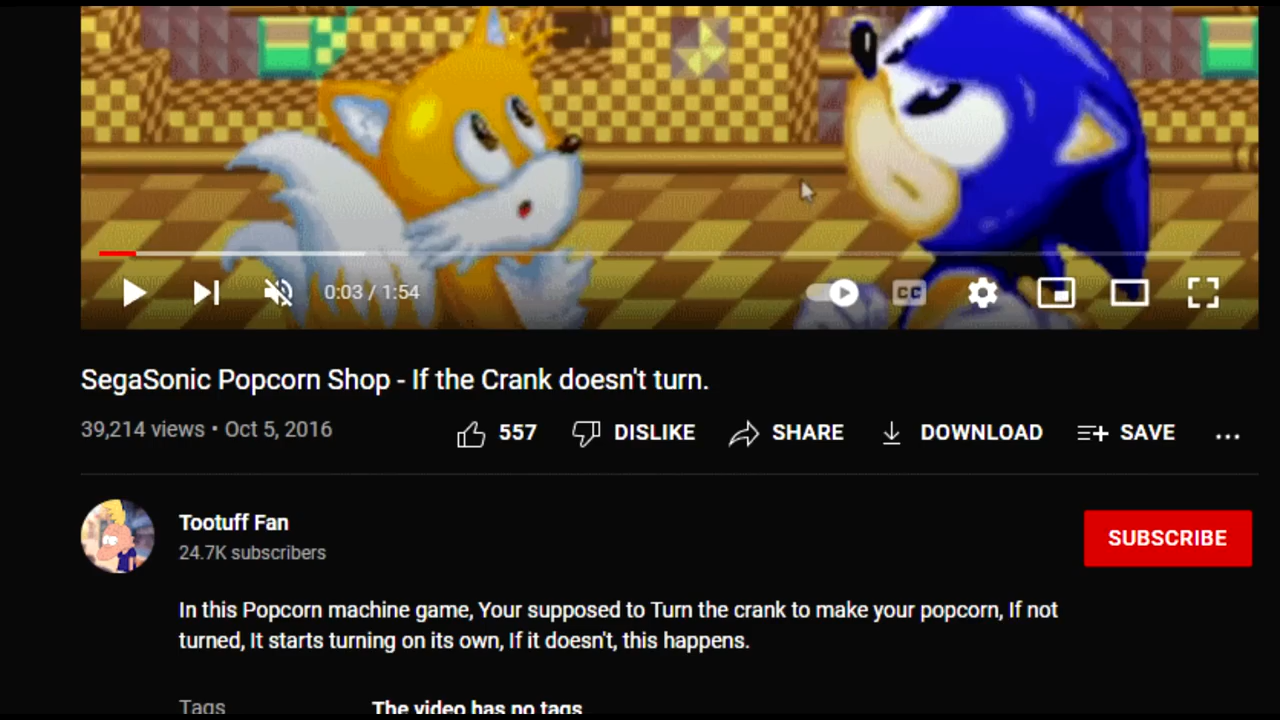 0:03 / 1:54
CC
SegaSonic Popcorn Shop - If the Crank doesn't turn.
39,214 views • Oct 5, 2016
557 DISLIKE SHARE DOWNLOAD SAVE ...
Tootuff Fan
24.7K subscribers
SUBSCRIBE
In this Popcorn machine game, Your supposed to Turn the crank to make your popcorn, If not
turned, It starts turning on its own, If it doesn't, this happens.
Tags The video has no tags